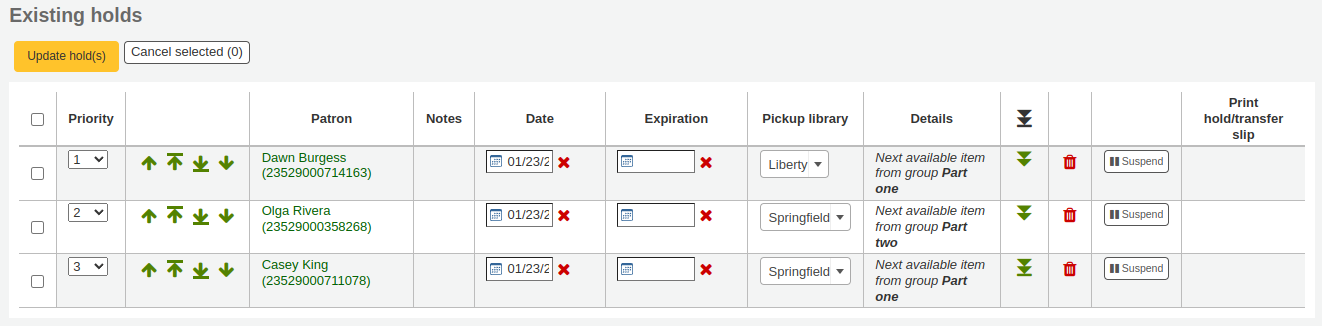 Existing holds
Update hold(s) Cancel selected (0)
Priority Patron Notes Date Expiration Pickup library Details Print hold/transfer slip
1 Dawn Burgess (23529000714163) 01/23/2 Liberty Next available item from group Part one Suspend
2 Olga Rivera (23529000358268) 01/23/2 Springfield Next available item from group Part two Suspend
3 Casey King (23529000711078) 01/23/2 Springfield Next available item from group Part one Suspend